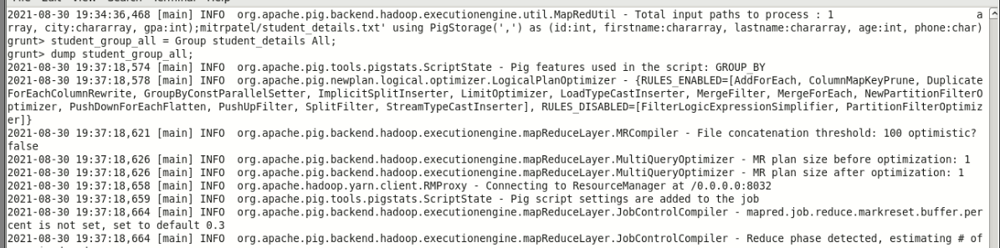 2021-08-30 19:34:36,468 [main] INFO  org.apache.pig.backend.hadoop.executionengine.util.MapRedUtil - Total input paths to process : 1                       a
rray, city:chararray, gpa:int);mitrpatel/student_details.txt' using PigStorage(',') as (id:int, firstname:chararray, lastname:chararray, age:int, phone:char)
grunt> student_group_all = Group student_details All;
grunt> dump student_group_all;
2021-08-30 19:37:18,574 [main] INFO  org.apache.pig.tools.pigstats.ScriptState - Pig features used in the script: GROUP_BY
2021-08-30 19:37:18,578 [main] INFO  org.apache.pig.newplan.logical.optimizer.LogicalPlanOptimizer - {RULES_ENABLED=[AddForEach, ColumnMapKeyPrune, Duplicate
ForEachColumnRewrite, GroupByConstParallelSetter, ImplicitSplitInserter, LimitOptimizer, LoadTypeCastInserter, MergeFilter, MergeForEach, NewPartitionFilterO
ptimizer, PushDownForEachFlatten, PushUpFilter, SplitFilter, StreamTypeCastInserter], RULES_DISABLED=[FilterLogicExpressionSimplifier, PartitionFilterOptimiz
er]}
2021-08-30 19:37:18,621 [main] INFO  org.apache.pig.backend.hadoop.executionengine.mapReduceLayer.MRCompiler - File concatenation threshold: 100 optimistic?
false
2021-08-30 19:37:18,626 [main] INFO  org.apache.pig.backend.hadoop.executionengine.mapReduceLayer.MultiQueryOptimizer - MR plan size before optimization: 1
2021-08-30 19:37:18,626 [main] INFO  org.apache.pig.backend.hadoop.executionengine.mapReduceLayer.MultiQueryOptimizer - MR plan size after optimization: 1
2021-08-30 19:37:18,658 [main] INFO  org.apache.hadoop.yarn.client.RMProxy - Connecting to ResourceManager at /0.0.0.0:8032
2021-08-30 19:37:18,659 [main] INFO  org.apache.pig.tools.pigstats.ScriptState - Pig script settings are added to the job
2021-08-30 19:37:18,664 [main] INFO  org.apache.pig.backend.hadoop.executionengine.mapReduceLayer.JobControlCompiler - mapred.job.reduce.markreset.buffer.per
cent is not set, set to default 0.3
2021-08-30 19:37:18,664 [main] INFO  org.apache.pig.backend.hadoop.executionengine.mapReduceLayer.JobControlCompiler - Reduce phase detected, estimating # of